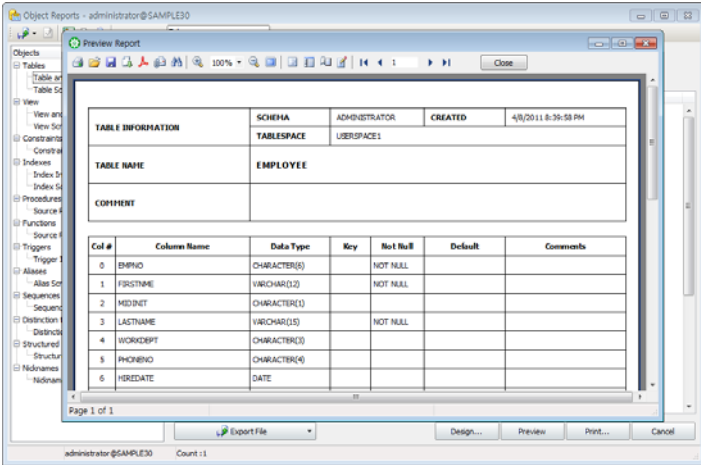 Object Reports - administrator@SAMPLE30
Preview Report
100%
1
Close
Objects
Tables
Table an
Table Sc
View
View and
View Scr
Constraints
Constrai
Indexes
Index In
Index Sc
Procedures
Source R
Functions
Source R
Triggers
Trigger I
Aliases
Alias Scr
Sequences
Sequenc
Distinction
Distinctio
Structured
Structur
Nicknames
Nicknam
TABLE INFORMATION
SCHEMA ADMINISTRATOR CREATED 4/8/2011 8:39:58 PM
TABLESPACE USERSPACE1
TABLE NAME EMPLOYEE
COMMENT
Col # Column Name Data Type Key Not Null Default Comments
0 EMPNO CHARACTER(6) NOT NULL
1 FIRSTNME VARCHAR(12) NOT NULL
2 MIDINIT CHARACTER(1)
3 LASTNAME VARCHAR(15) NOT NULL
4 WORKDEPT CHARACTER(3)
5 PHONENO CHARACTER(4)
6 HIREDATE DATE
Page 1 of 1
Export File Design... Preview Print... Cancel
administrator@SAMPLE30 Count :1